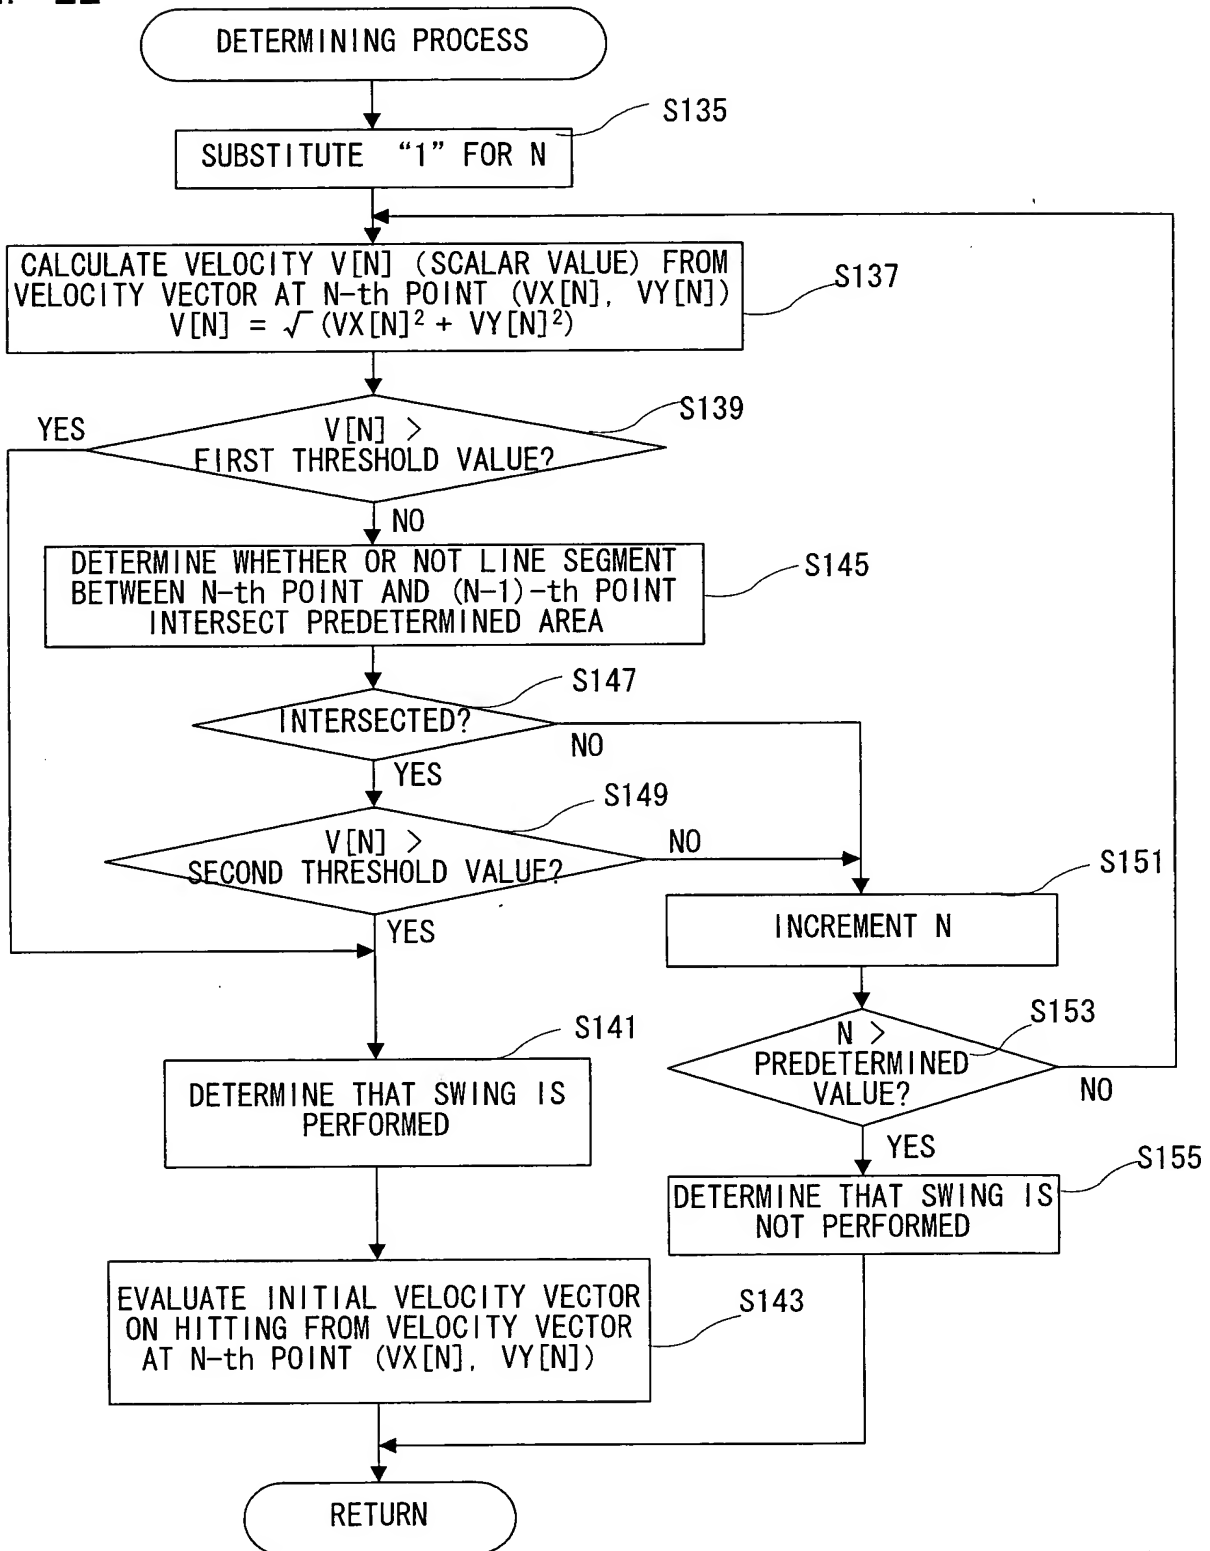 DETERMINING PROCESS
S135
SUBSTITUTE “1” FOR N
CALCULATE VELOCITY V[N] (SCALAR VALUE) FROM
VELOCITY VECTOR AT N-th POINT (VX[N], VY[N])
V[N] = √(VX[N]² + VY[N]²)
S137
YES
V[N] >
FIRST THRESHOLD VALUE?
S139
NO
DETERMINE WHETHER OR NOT LINE SEGMENT
BETWEEN N-th POINT AND (N-1)-th POINT
INTERSECT PREDETERMINED AREA
S145
S147
INTERSECTED?
NO
YES
S149
V[N] >
SECOND THRESHOLD VALUE?
NO
YES
S151
INCREMENT N
S153
N >
PREDETERMINED
VALUE?
NO
YES
S141
DETERMINE THAT SWING IS
PERFORMED
S155
DETERMINE THAT SWING IS
NOT PERFORMED
EVALUATE INITIAL VELOCITY VECTOR
ON HITTING FROM VELOCITY VECTOR
AT N-th POINT (VX[N], VY[N])
S143
RETURN